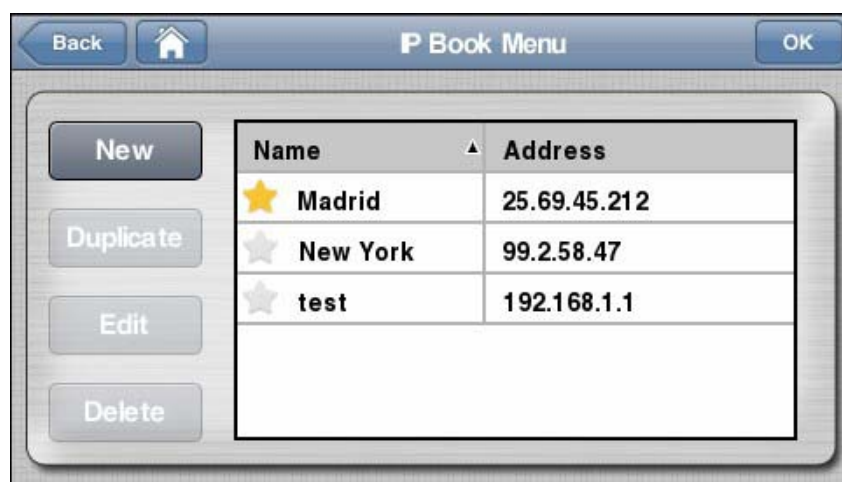 Back IP Book Menu OK
New
Duplicate
Edit
Delete
Name Address
Madrid 25.69.45.212
New York 99.2.58.47
test 192.168.1.1